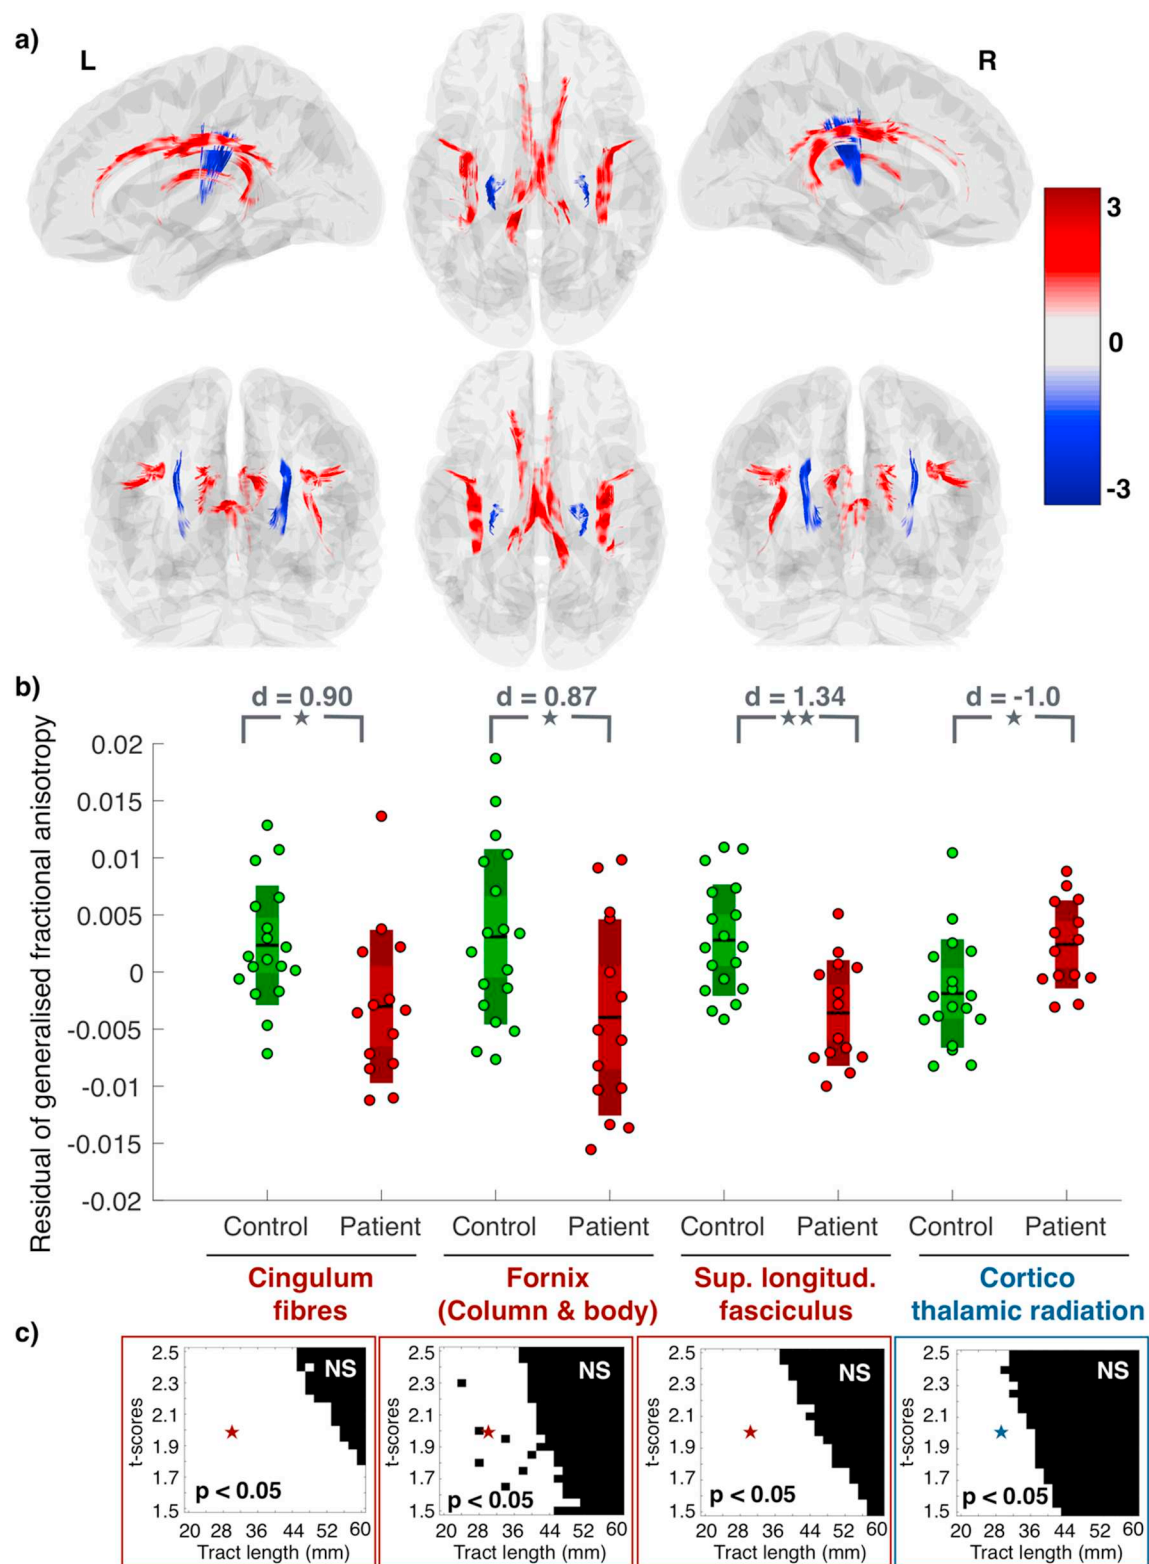 a)
L
R
3
0
-3
b)
d = 0.90
d = 0.87
d = 1.34
d = -1.0
★
★
★★
★
Residual of generalised fractional anisotropy
0.02
0.015
0.01
0.005
0
-0.005
-0.01
-0.015
-0.02
Control Patient Control Patient Control Patient Control Patient
Cingulum
fibres
Fornix
(Column & body)
Sup. longitud.
fasciculus
Cortico
thalamic radiation
c)
t-scores
2.5
2.3
2.1
1.9
1.7
1.5
NS
p < 0.05
20 28 36 44 52 60
Tract length (mm)
t-scores
2.5
2.3
2.1
1.9
1.7
1.5
NS
p < 0.05
20 28 36 44 52 60
Tract length (mm)
t-scores
2.5
2.3
2.1
1.9
1.7
1.5
NS
p < 0.05
20 28 36 44 52 60
Tract length (mm)
t-scores
2.5
2.3
2.1
1.9
1.7
1.5
NS
p < 0.05
20 28 36 44 52 60
Tract length (mm)